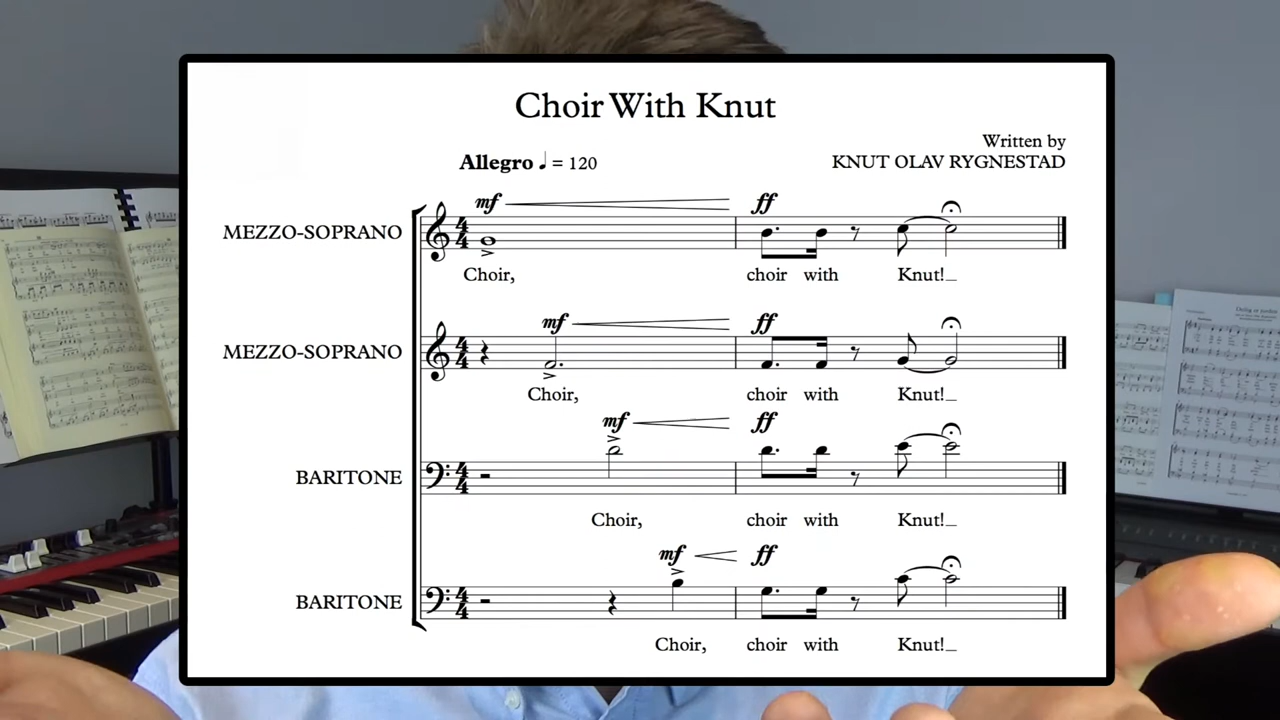 Choir With Knut
Written by
Allegro ♩ = 120
KNUT OLAV RYGNESTAD
mf ff
MEZZO-SOPRANO
Choir, choir with Knut!_
mf ff
MEZZO-SOPRANO
Choir, choir with Knut!_
mf ff
BARITONE
Choir, choir with Knut!_
mf ff
BARITONE
Choir, choir with Knut!_